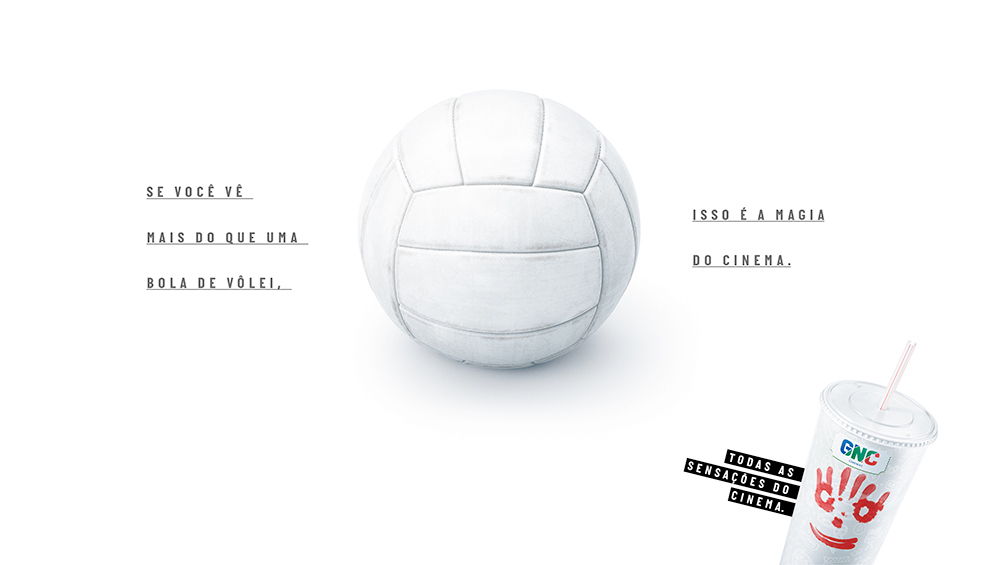 SE VOCÊ VÊ
MAIS DO QUE UMA
BOLA DE VÔLEI,
ISSO É A MAGIA
DO CINEMA.
TODAS AS
SENSAÇÕES DO
CINEMA.
GNC